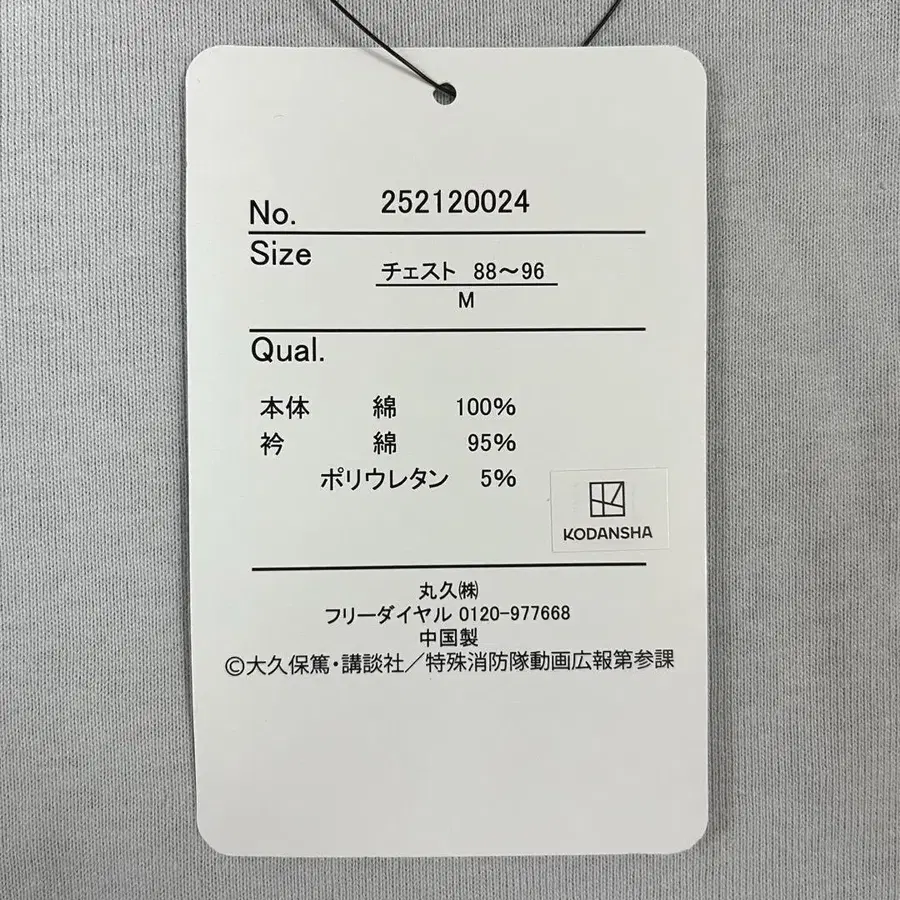 No. 252120024
Size
チェスト 88～96
M
Qual.
本体 綿 100%
衿 綿 95%
ポリウレタン 5%
KODANSHA
丸久㈱
フリーダイヤル 0120-977668
中国製
©大久保篤・講談社／特殊消防隊動画広報第参課